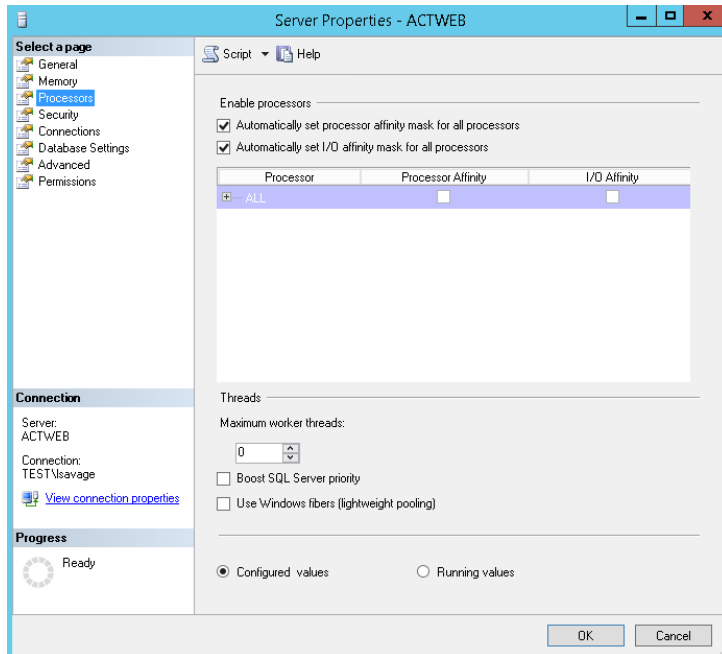 Server Properties - ACTWEB
Select a page
General
Memory
Processors
Security
Connections
Database Settings
Advanced
Permissions
Script
Help
Enable processors
Automatically set processor affinity mask for all processors
Automatically set I/O affinity mask for all processors
Processor Processor Affinity I/O Affinity
ALL
Threads
Maximum worker threads:
0
Boost SQL Server priority
Use Windows fibers (lightweight pooling)
Configured values Running values
Connection
Server:
ACTWEB
Connection:
TEST\lsavage
View connection properties
Progress
Ready
OK Cancel